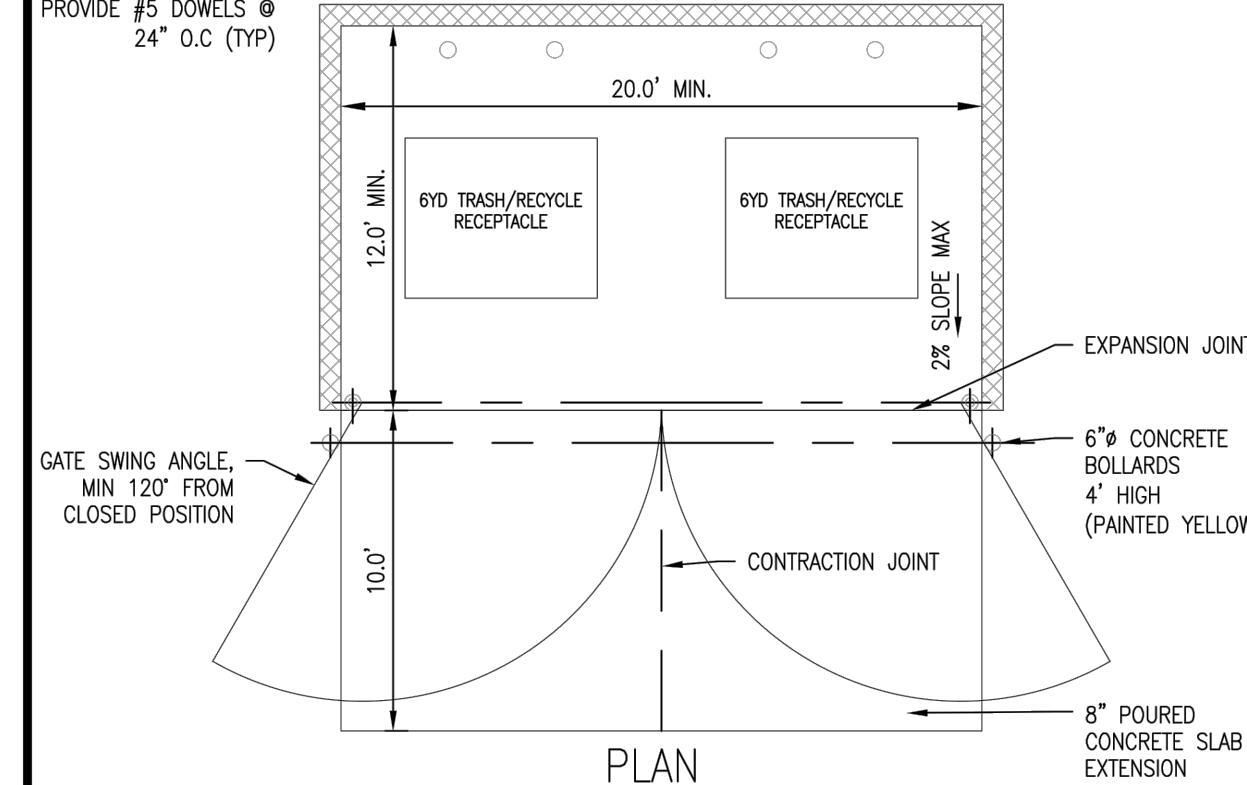 PROVIDE #5 DOWELS @
24" O.C (TYP)
20.0' MIN.
12.0' MIN.
6YD TRASH/RECYCLE
RECEPTACLE
6YD TRASH/RECYCLE
RECEPTACLE
2% SLOPE MAX
EXPANSION JOINT
GATE SWING ANGLE,
MIN 120° FROM
CLOSED POSITION
6"ø CONCRETE
BOLLARDS
4' HIGH
(PAINTED YELLOW
10.0'
CONTRACTION JOINT
8" POURED
CONCRETE SLAB
EXTENSION
PLAN